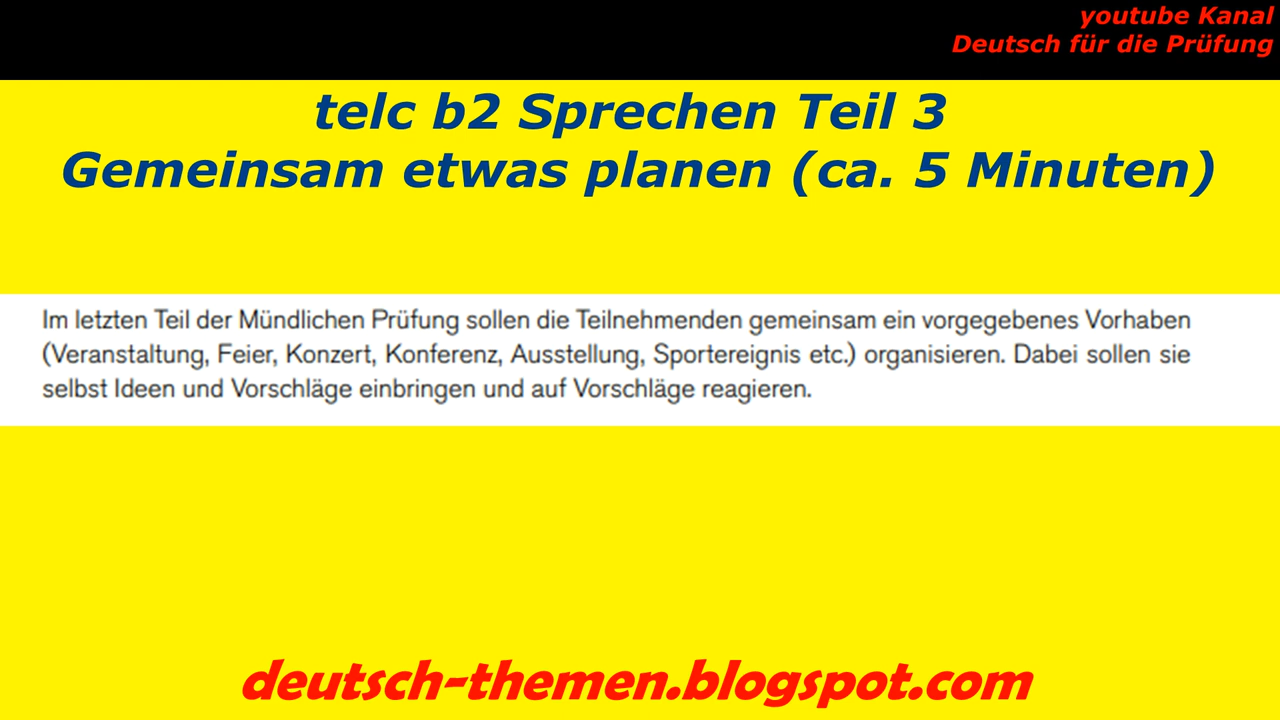 youtube Kanal
Deutsch für die Prüfung
telc b2 Sprechen Teil 3
Gemeinsam etwas planen (ca. 5 Minuten)
Im letzten Teil der Mündlichen Prüfung sollen die Teilnehmenden gemeinsam ein vorgegebenes Vorhaben
(Veranstaltung, Feier, Konzert, Konferenz, Ausstellung, Sportereignis etc.) organisieren. Dabei sollen sie
selbst Ideen und Vorschläge einbringen und auf Vorschläge reagieren.
deutsch-themen.blogspot.com